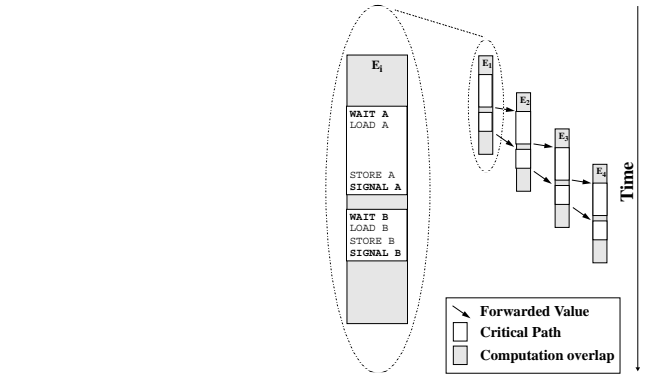 Ei
WAIT A
LOAD A
STORE A
SIGNAL A
WAIT B
LOAD B
STORE B
SIGNAL B
E1
E2
E3
E4
Time
Forwarded Value
Critical Path
Computation overlap